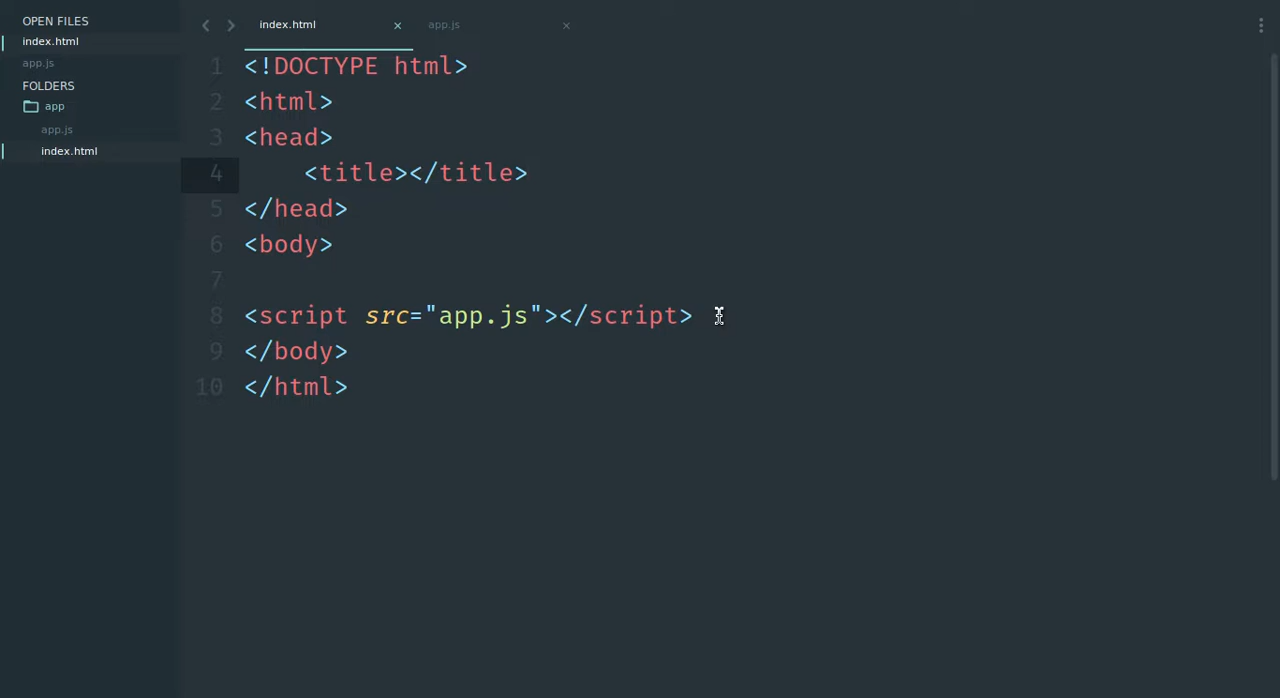 OPEN FILES
index.html
app.js
FOLDERS
app
app.js
index.html
index.html × app.js ×
1 <!DOCTYPE html>
2 <html>
3 <head>
4     <title></title>
5 </head>
6 <body>
7
8 <script src="app.js"></script>
9 </body>
10 </html>